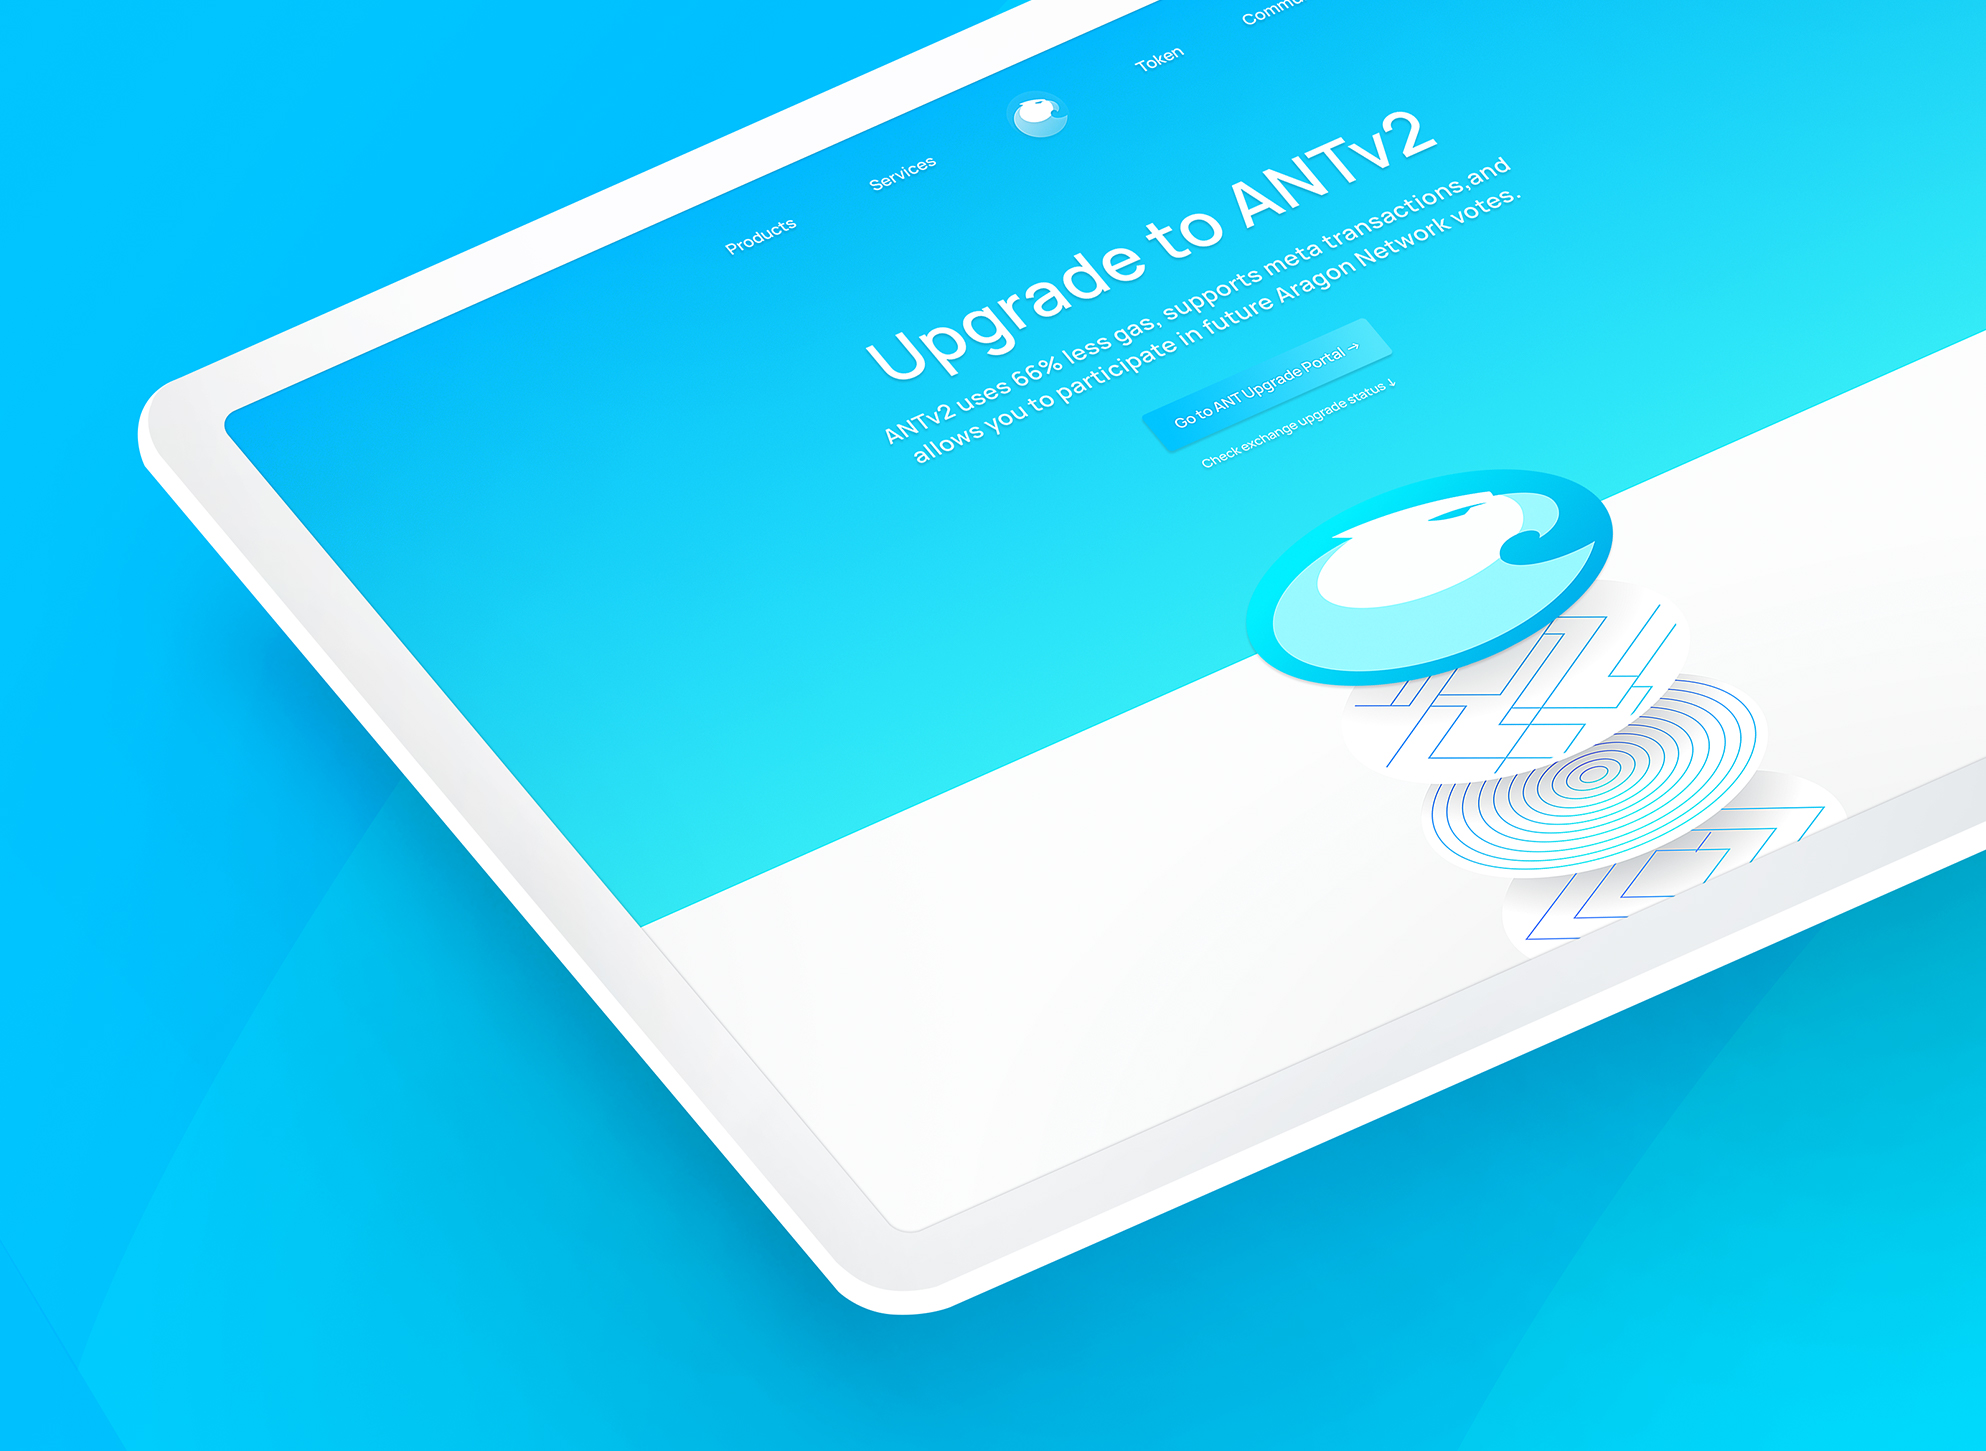 Products
Services
Token
Upgrade to ANTv2
ANTv2 uses 66% less gas, supports meta transactions,and
allows you to participate in future Aragon Network votes.
Go to ANT Upgrade Portal →
Check exchange upgrade status ↓